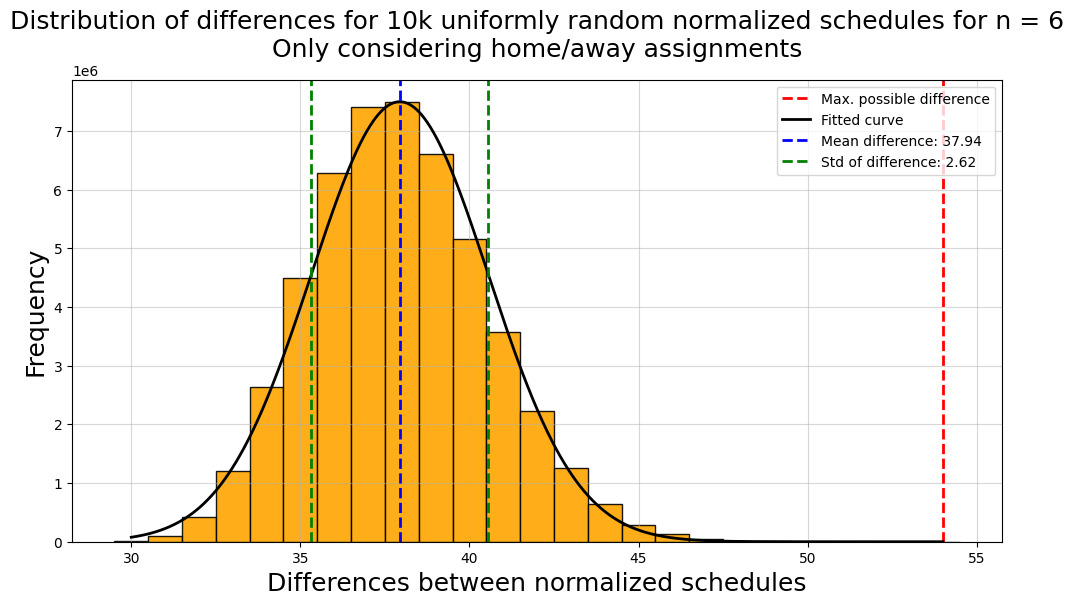 Distribution of differences for 10k uniformly random normalized schedules for n = 6
Only considering home/away assignments
1e6
Max. possible difference
Fitted curve
Mean difference: 37.94
Std of difference: 2.62
7
6
5
4
3
2
1
0
Frequency
30 35 40 45 50 55
Differences between normalized schedules